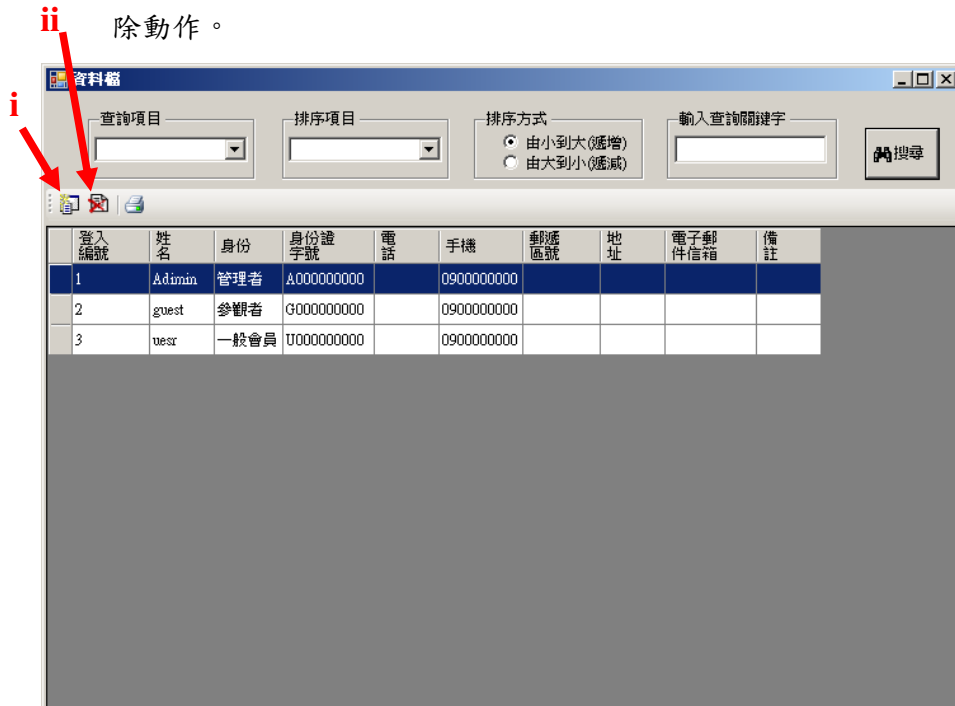 ii
除動作。
i
資料檔
查詢項目
排序項目
排序方式
輸入查詢關鍵字
由小到大(遞增)
由大到小(遞減)
搜尋
登入編號 姓名 身份 身份證字號 電話 手機 郵遞區號 地址 電子郵件信箱 備註
1 Adimin 管理者 A000000000 0900000000
2 guest 參觀者 G000000000 0900000000
3 uesr 一般會員 U000000000 0900000000